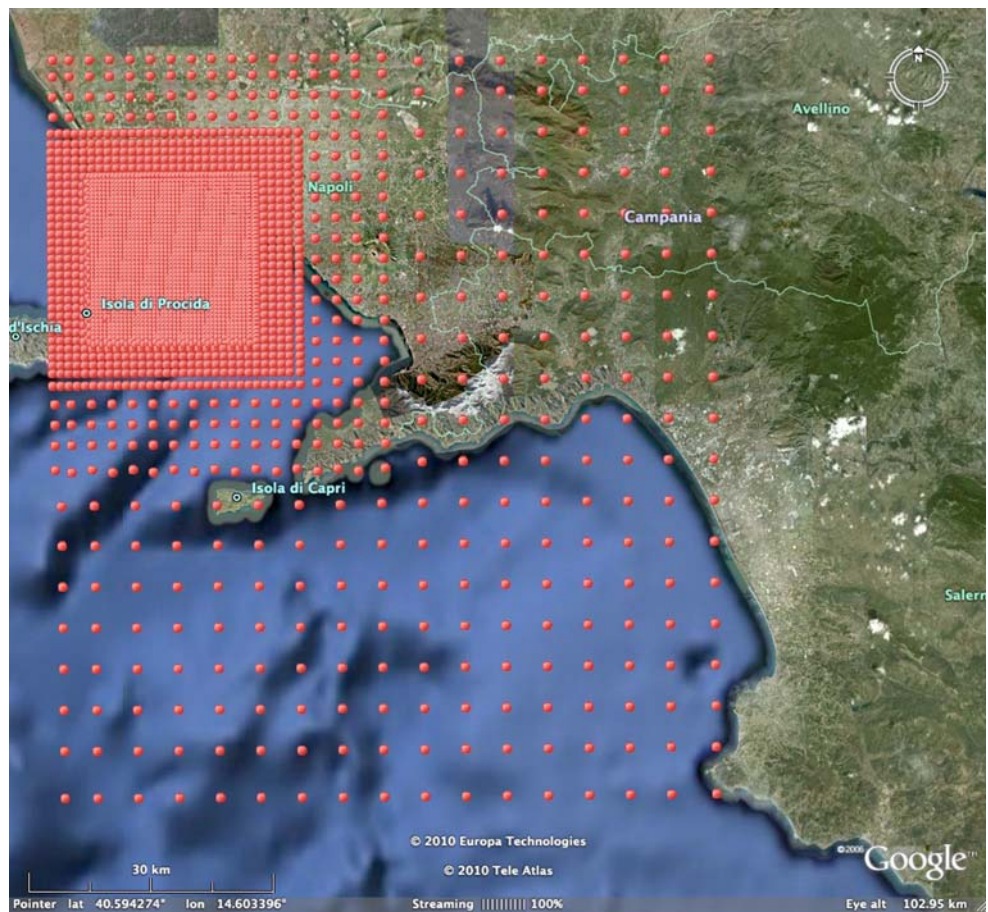 N
Avellino
Napoli
Campania
Isola di Procida
d'Ischia
Isola di Capri
Salern
© 2010 Europa Technologies
© 2006 Google™
30 km
© 2010 Tele Atlas
Pointer lat 40.594274° lon 14.603396° Streaming |||||||||| 100% Eye alt 102.95 km